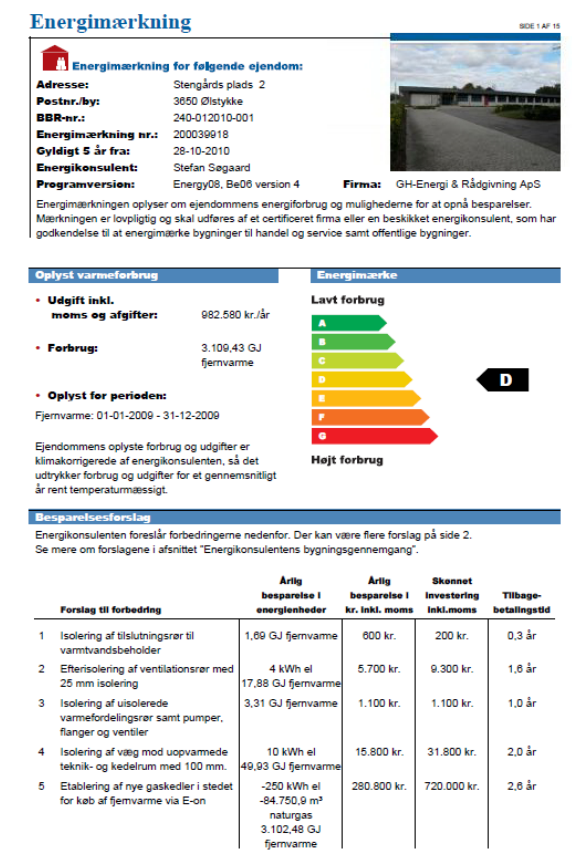 Energimærkning
SIDE 1 AF 15
Energimærkning for følgende ejendom:
Adresse: Stengårds plads 2
Postnr./by: 3650 Ølstykke
BBR-nr.: 240-012010-001
Energimærkning nr.: 200039918
Gyldigt 5 år fra: 28-10-2010
Energikonsulent: Stefan Søgaard
Programversion: Energy08, Be06 version 4 Firma: GH-Energi & Rådgivning ApS
Energimærkningen oplyser om ejendommens energiforbrug og mulighederne for at opnå besparelser.
Mærkningen er lovpligtig og skal udføres af et certificeret firma eller en beskikket energikonsulent, som har
godkendelse til at energimærke bygninger til handel og service samt offentlige bygninger.
Oplyst varmeforbrug
• Udgift inkl.
moms og afgifter: 982.580 kr./år
• Forbrug: 3.109,43 GJ
fjernvarme
• Oplyst for perioden:
Fjernvarme: 01-01-2009 - 31-12-2009
Ejendommens oplyste forbrug og udgifter er
klimakorrigerede af energikonsulenten, så det
udtrykker forbrug og udgifter for et gennemsnitligt
år rent temperaturmæssigt.
Energimærke
Lavt forbrug
A
B
C
D
E
F
G
D
Højt forbrug
Besparelsesforslag
Energikonsulenten foreslår forbedringerne nedenfor. Der kan være flere forslag på side 2.
Se mere om forslagene i afsnittet "Energikonsulentens bygningsgennemgang".
Årlig Årlig Skønnet
besparelse i besparelse i investering Tilbage-
Forslag til forbedring energienheder kr. inkl. moms inkl.moms betalingstid
1 Isolering af tilslutningsrør til 1,69 GJ fjernvarme 600 kr. 200 kr. 0,3 år
varmtvandsbeholder
2 Efterisolering af ventilationsrør med 4 kWh el 5.700 kr. 9.300 kr. 1,6 år
25 mm isolering 17,88 GJ fjernvarme
3 Isolering af uisolerede 3,31 GJ fjernvarme 1.100 kr. 1.100 kr. 1,0 år
varmefordelingsrør samt pumper,
flanger og ventiler
4 Isolering af væg mod uopvarmede 10 kWh el 15.800 kr. 31.800 kr. 2,0 år
teknik- og kedelrum med 100 mm. 49,93 GJ fjernvarme
5 Etablering af nye gaskedler i stedet -250 kWh el 280.800 kr. 720.000 kr. 2,6 år
for køb af fjernvarme via E-on -84.750,9 m³
naturgas
3.102,48 GJ
fjernvarme